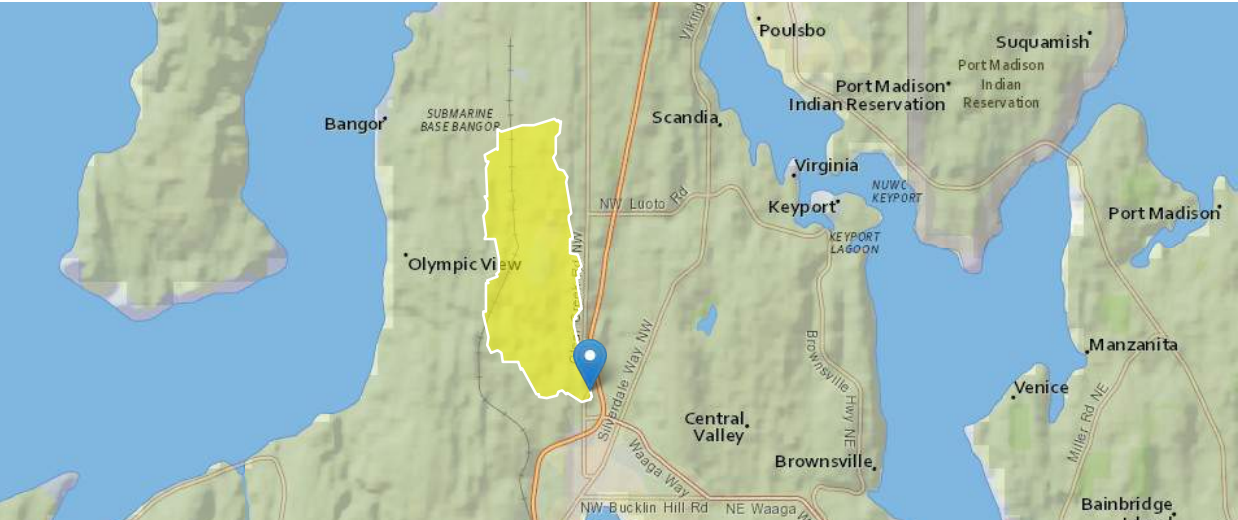 Viking
Poulsbo
Suquamish
Port Madison
Indian
Reservation
Port Madison
Indian Reservation
SUBMARINE
BASE BANGOR
Bangor
Scandia
Virginia
NUWC
KEYPORT
NW Luoto Rd
Keyport
Port Madison
KEYPORT
LAGOON
Olympic View
Silverdale Way NW
Brownsville Hwy NE
Manzanita
Venice
Miller Rd NE
Central
Valley
Waaga Way
Brownsville
NW Bucklin Hill Rd
NE Waaga
Bainbridge